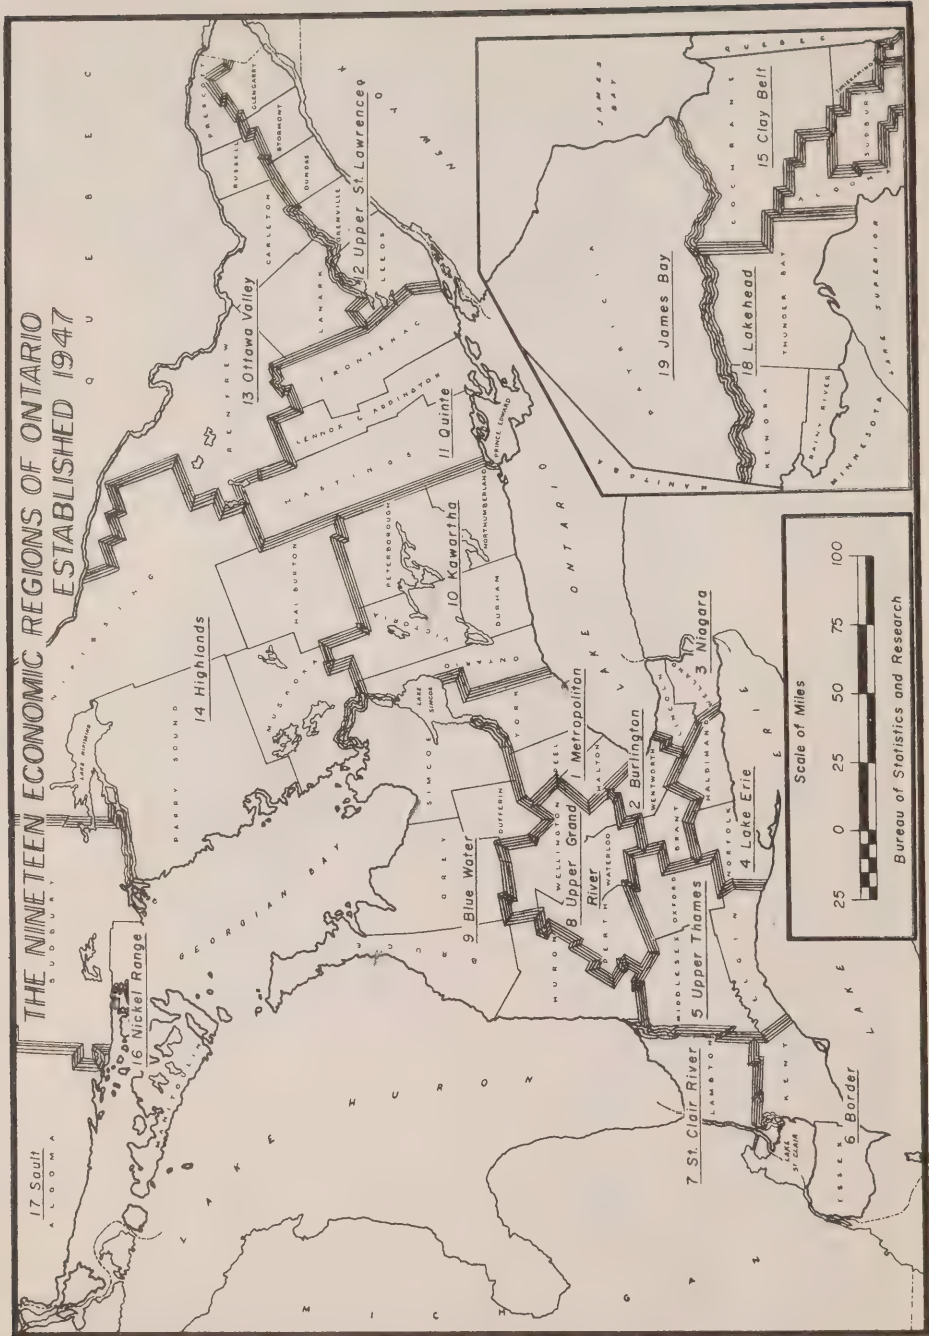 THE NINETEEN ECONOMIC REGIONS OF ONTARIO
ESTABLISHED 1947
QUEBEC
NEW YORK
17 Sault
ALGOMA
SUDBURY
16 Nickel Range
MANITOULIN
LAKE NIPISSING
NIPISSING
PARRY SOUND
14 Highlands
MUSKOKA
HALIBURTON
GEORGIAN BAY
LAKE HURON
MICHIGAN
RENFREW
13 Ottawa Valley
LANARK
CARLETON
RUSSELL
PRESCOTT
GLENGARRY
STORMONT
DUNDAS
GRENVILLE
12 Upper St. Lawrence
LEEDS
FRONTENAC
LENNOX & ADDINGTON
HASTINGS
11 Quinte
PRINCE EDWARD
PETERBOROUGH
NORTHUMBERLAND
10 Kawartha
VICTORIA
DURHAM
ONTARIO
LAKE SIMCOE
SIMCOE
YORK
LAKE ONTARIO
1 Metropolitan
PEEL
HALTON
2 Burlington
WENTWORTH
LINCOLN
WELLAND
3 Niagara
HALDIMAND
BRANT
NORFOLK
4 Lake Erie
GREY
DUFFERIN
9 Blue Water
BRUCE
WELLINGTON
8 Upper Grand
River
WATERLOO
PERTH
HURON
OXFORD
MIDDLESEX
5 Upper Thames
ELGIN
7 St. Clair River
LAMBTON
KENT
LAKE ST CLAIR
ESSEX
6 Border
LAKE ERIE
JAMES BAY
QUEBEC
15 Clay Belt
COCHRANE
TIMISKAMING
SUDBURY
ALGOMA
19 James Bay
PATRICIA
18 Lakehead
THUNDER BAY
KENORA
RAINY RIVER
MANITOBA
MINNESOTA
LAKE SUPERIOR
Scale of Miles
25 0 25 50 75 100
Bureau of Statistics and Research